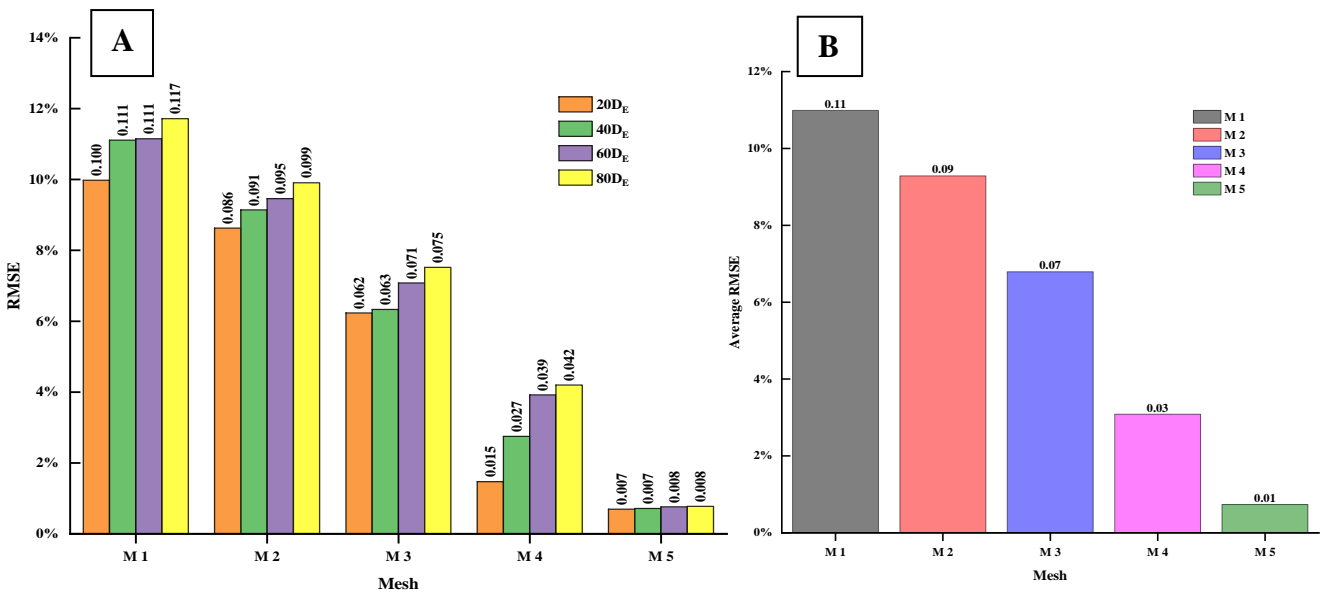 A
14%
12%
10%
8%
6%
4%
2%
0%
RMSE
0.100
0.111
0.111
0.117
0.086
0.091
0.095
0.099
0.062
0.063
0.071
0.075
0.015
0.027
0.039
0.042
0.007
0.007
0.008
0.008
20D_E
40D_E
60D_E
80D_E
M 1
M 2
M 3
M 4
M 5
Mesh
B
12%
10%
8%
6%
4%
2%
0%
Average RMSE
0.11
0.09
0.07
0.03
0.01
M 1
M 2
M 3
M 4
M 5
M 1
M 2
M 3
M 4
M 5
Mesh